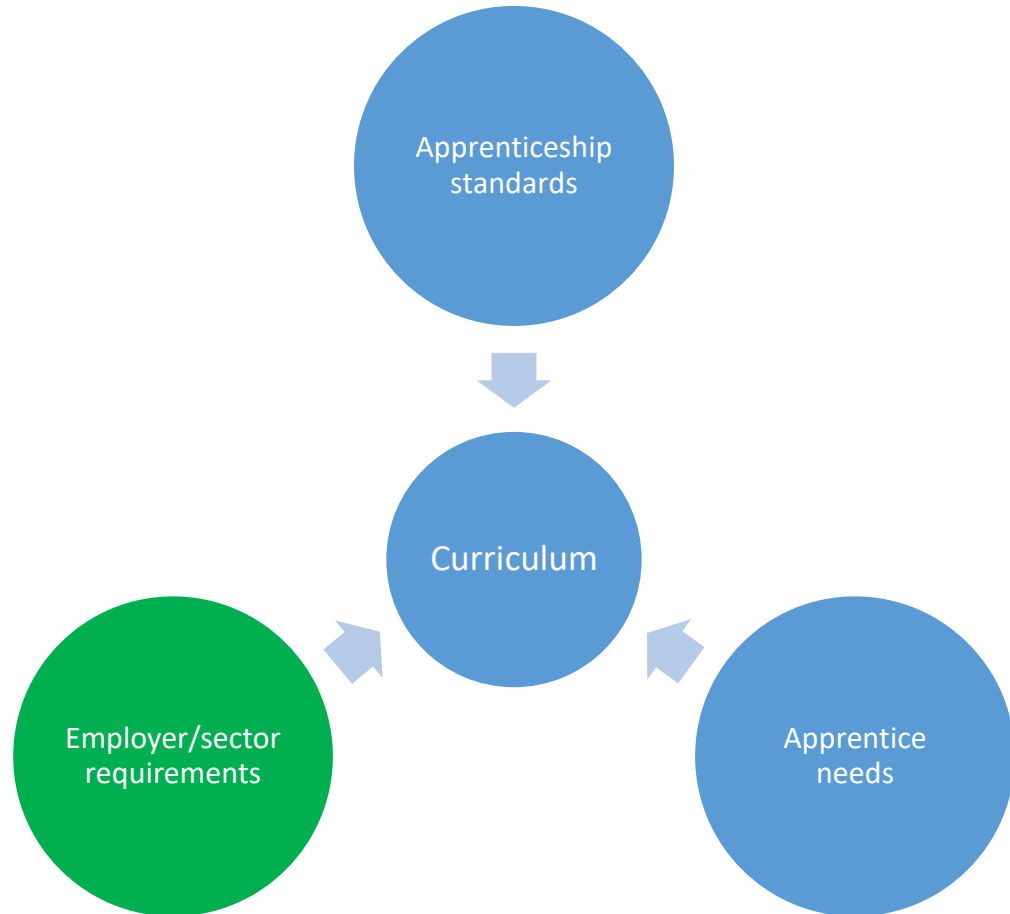 Apprenticeship
standards
Curriculum
Employer/sector
requirements
Apprentice
needs